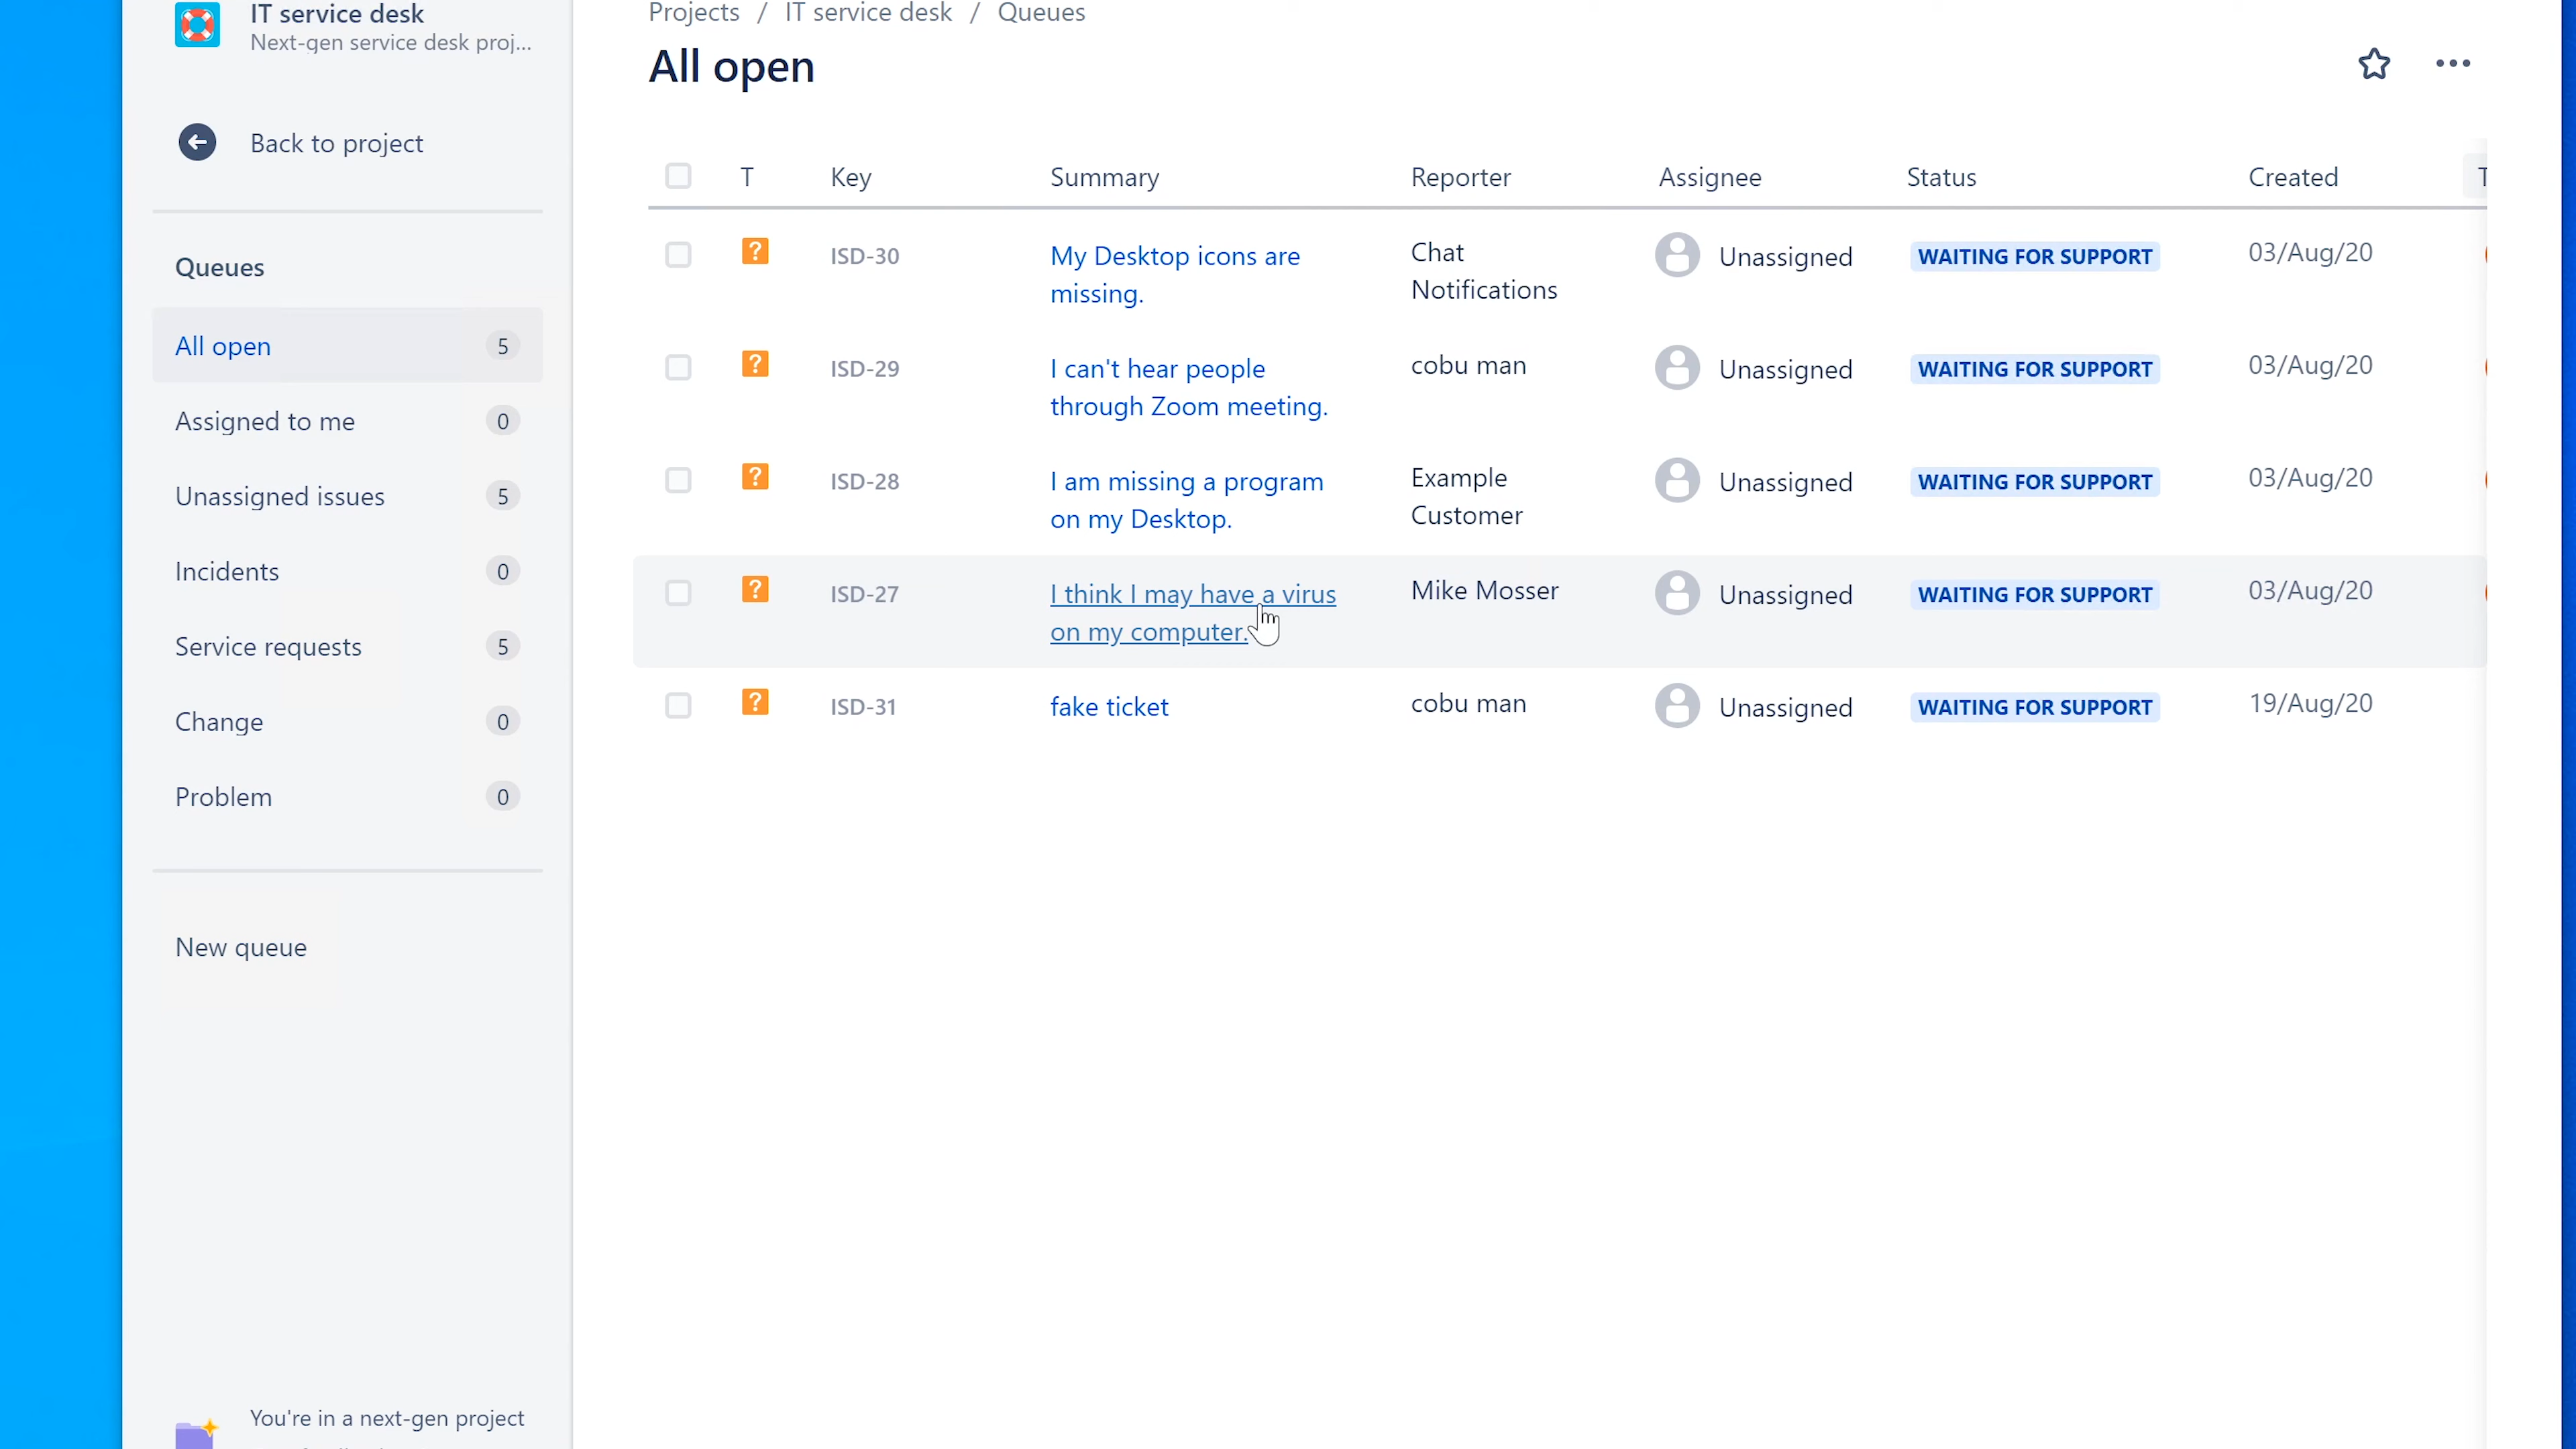 IT service desk
Next-gen service desk proj...
Back to project
Queues
All open 5
Assigned to me 0
Unassigned issues 5
Incidents 0
Service requests 5
Change 0
Problem 0
New queue
You're in a next-gen project
Projects / IT service desk / Queues
All open
T Key Summary Reporter Assignee Status Created T
ISD-30 My Desktop icons are missing. Chat Notifications Unassigned WAITING FOR SUPPORT 03/Aug/20
ISD-29 I can't hear people through Zoom meeting. cobu man Unassigned WAITING FOR SUPPORT 03/Aug/20
ISD-28 I am missing a program on my Desktop. Example Customer Unassigned WAITING FOR SUPPORT 03/Aug/20
ISD-27 I think I may have a virus on my computer. Mike Mosser Unassigned WAITING FOR SUPPORT 03/Aug/20
ISD-31 fake ticket cobu man Unassigned WAITING FOR SUPPORT 19/Aug/20